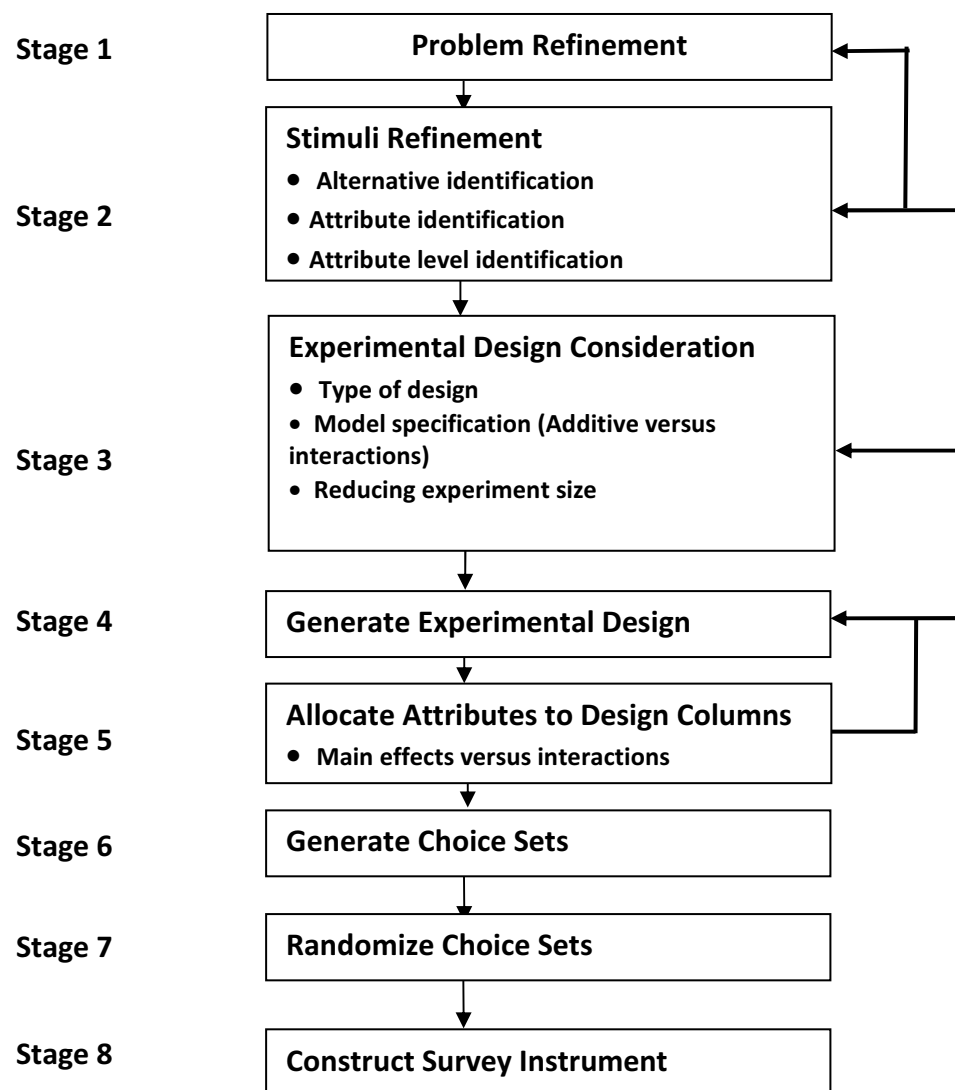 Stage 1
Problem Refinement
Stage 2
Stimuli Refinement
• Alternative identification
• Attribute identification
• Attribute level identification
Stage 3
Experimental Design Consideration
• Type of design
• Model specification (Additive versus
interactions)
• Reducing experiment size
Stage 4
Generate Experimental Design
Stage 5
Allocate Attributes to Design Columns
• Main effects versus interactions
Stage 6
Generate Choice Sets
Stage 7
Randomize Choice Sets
Stage 8
Construct Survey Instrument